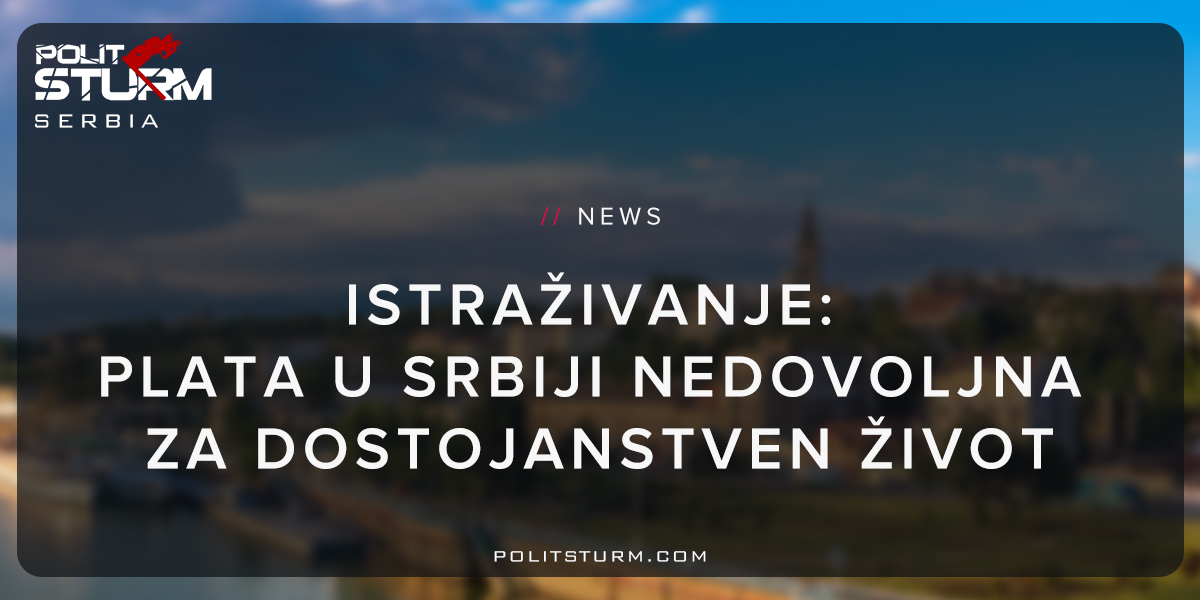 POLIT
STURM
SERBIA
// NEWS
ISTRAŽIVANJE:
PLATA U SRBIJI NEDOVOLJNA
ZA DOSTOJANSTVEN ŽIVOT
POLITSTURM.COM